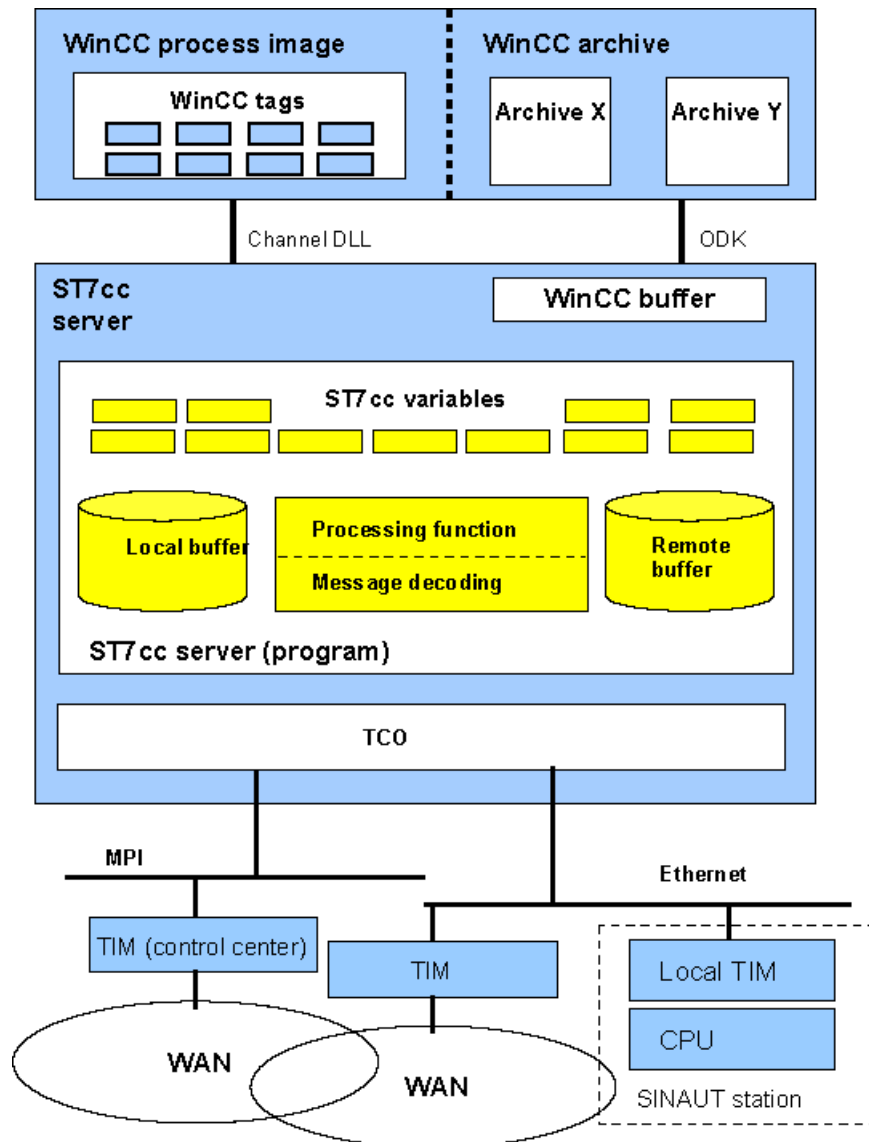 WinCC process image
WinCC archive
WinCC tags
Archive X
Archive Y
Channel DLL
ODK
ST7cc
server
WinCC buffer
ST7cc variables
Local buffer
Processing function
Message decoding
Remote
buffer
ST7cc server (program)
TCO
MPI
Ethernet
TIM (control center)
TIM
Local TIM
CPU
WAN
WAN
SINAUT station